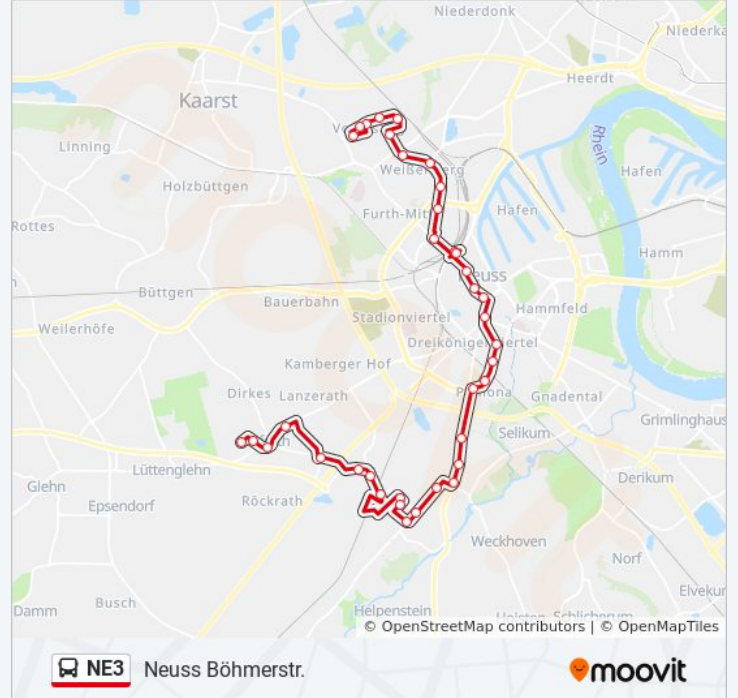 Niederdonk
Niederka
Heerdt
Kaarst
Rhein
Linning
Hafen
Weißenberg
Holzbüttgen
Furth-Mitte
Hafen
Rottes
Hamm
Neuss
Büttgen
Bauerbahn
Hammfeld
Stadionviertel
Weilerhöfe
Dreikönigenviertel
Kamberger Hof
Dirkes
Lanzerath
Pomona
Gnadental
Grimlinghaus
Selikum
Lüttenglehn
Derikum
Glehn
Röckrath
Epsendorf
Weckhoven
Norf
Elvekur
Busch
Damm
Helpenstein
© OpenStreetMap contributors | © OpenMapTiles
NE3 Neuss Böhmerstr.
moovit